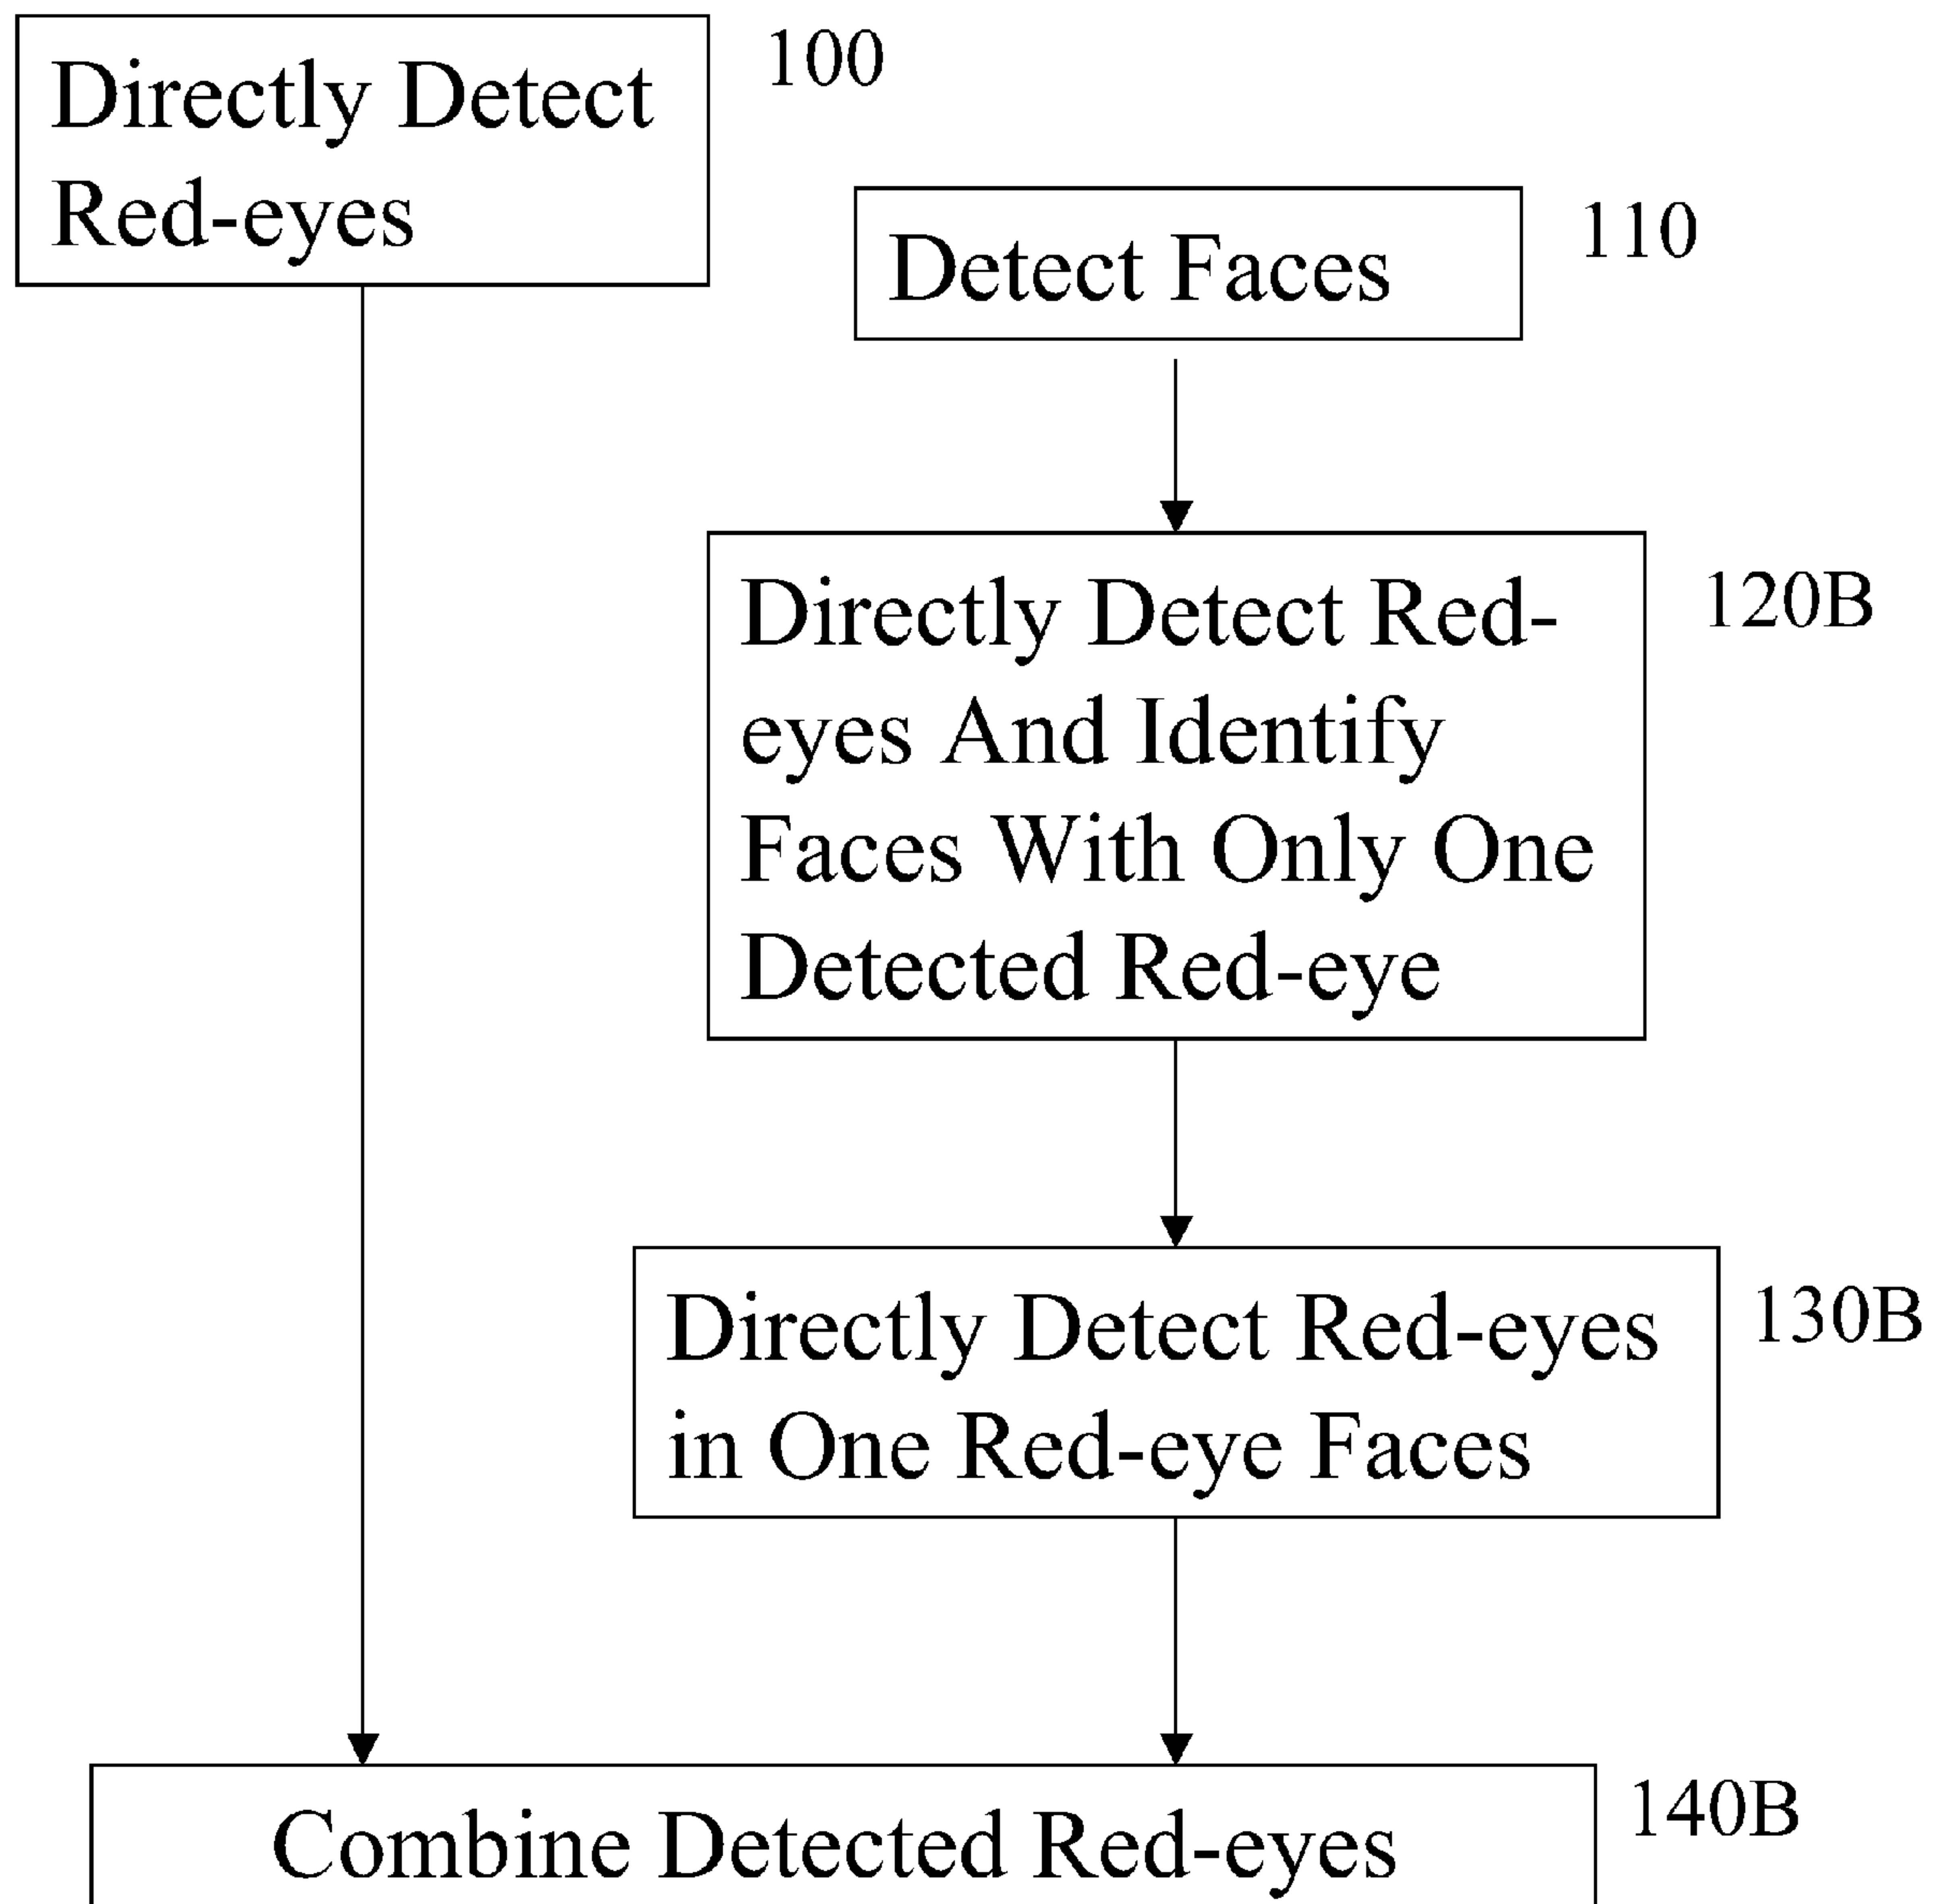 Directly Detect
Red-eyes
100
Detect Faces
110
Directly Detect Red-
eyes And Identify
Faces With Only One
Detected Red-eye
120B
Directly Detect Red-eyes
in One Red-eye Faces
130B
Combine Detected Red-eyes
140B